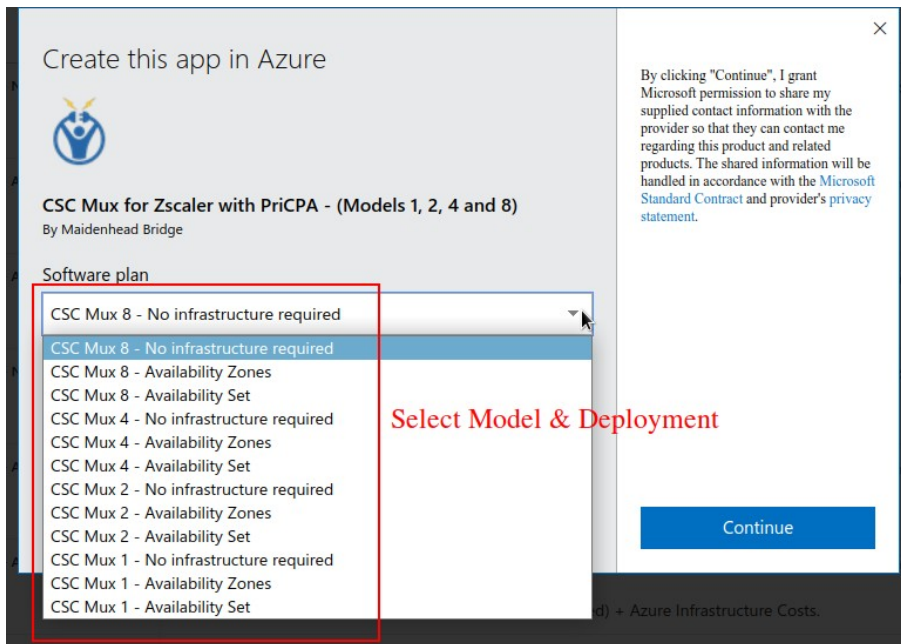 Create this app in Azure
CSC Mux for Zscaler with PriCPA - (Models 1, 2, 4 and 8)
By Maidenhead Bridge
Software plan
CSC Mux 8 - No infrastructure required
CSC Mux 8 - No infrastructure required
CSC Mux 8 - Availability Zones
CSC Mux 8 - Availability Set
CSC Mux 4 - No infrastructure required
CSC Mux 4 - Availability Zones
CSC Mux 4 - Availability Set
CSC Mux 2 - No infrastructure required
CSC Mux 2 - Availability Zones
CSC Mux 2 - Availability Set
CSC Mux 1 - No infrastructure required
CSC Mux 1 - Availability Zones
CSC Mux 1 - Availability Set
Select Model & Deployment
By clicking "Continue", I grant
Microsoft permission to share my
supplied contact information with the
provider so that they can contact me
regarding this product and related
products. The shared information will be
handled in accordance with the Microsoft
Standard Contract and provider's privacy
statement.
Continue
+ Azure Infrastructure Costs.